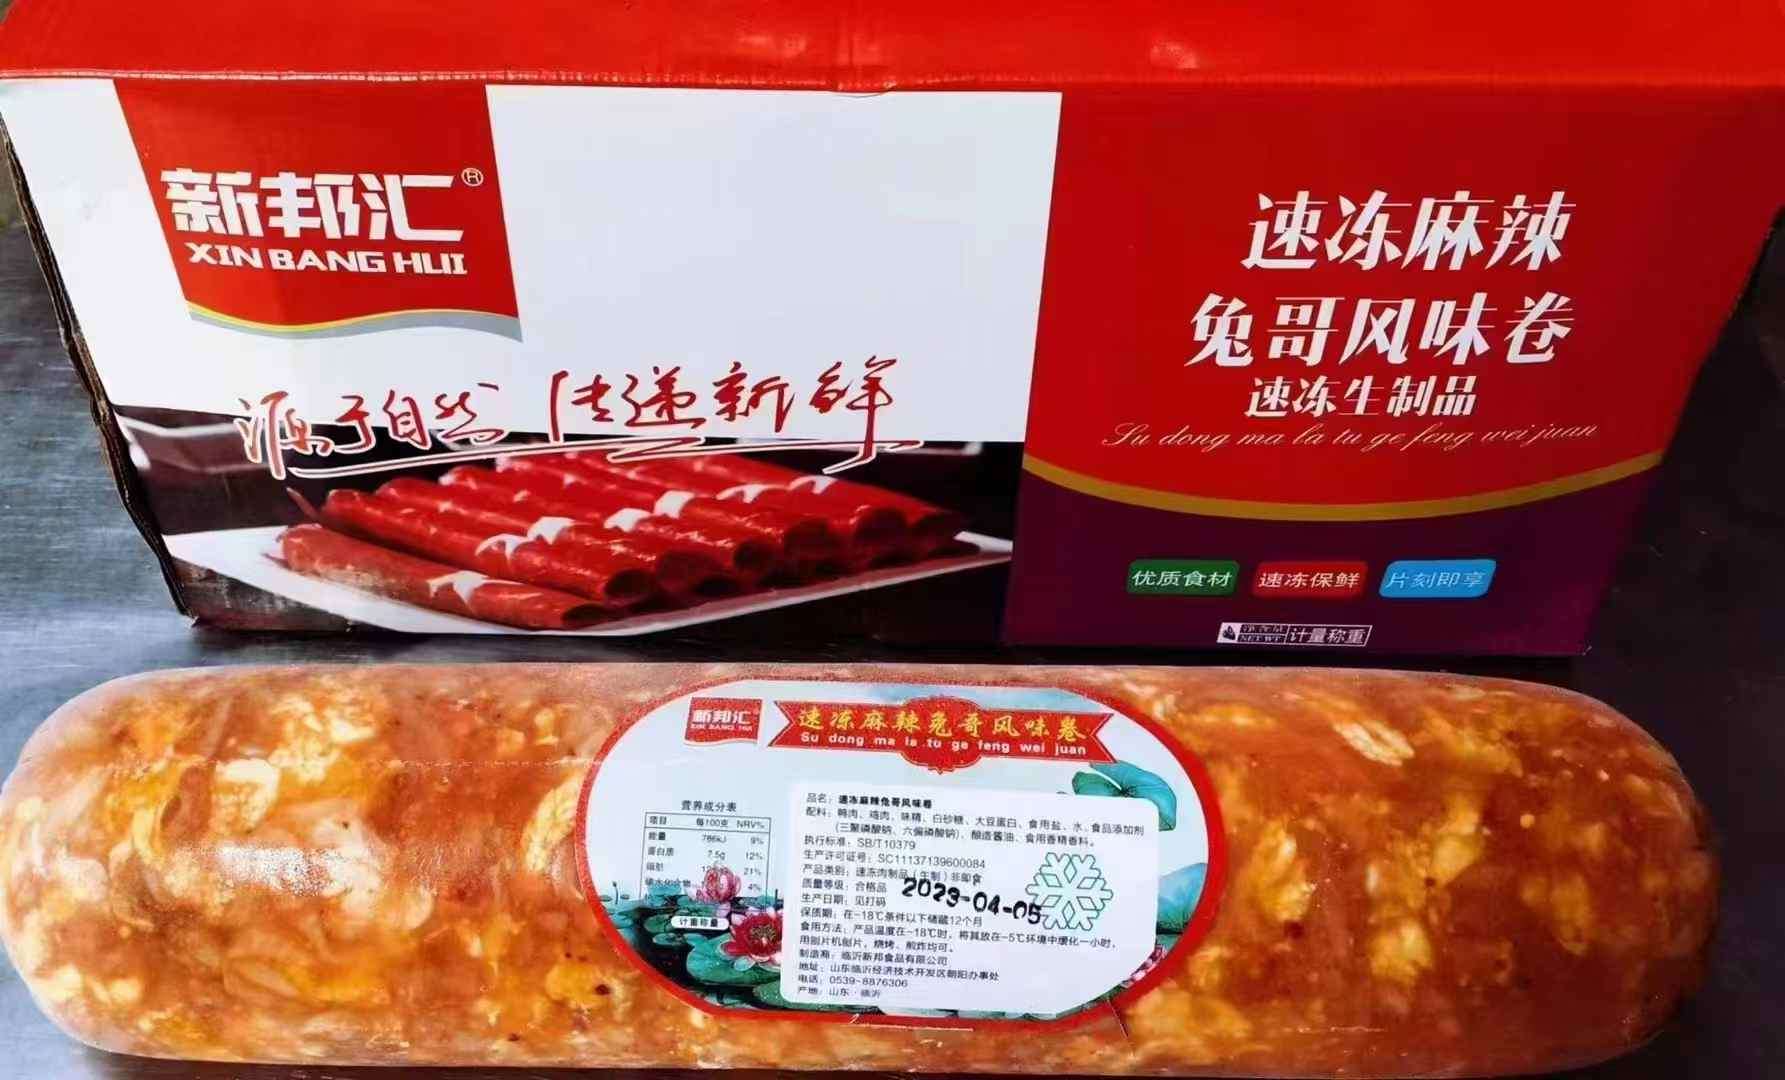 新邦汇®
XIN BANG HUI
源于自然 传递新鲜
速冻麻辣
兔哥风味卷
速冻生制品
Su dong ma la tu ge feng wei juan
优质食材
速冻保鲜
片刻即享
净含量
NET WT
计量称重
新邦汇
XIN BANG HUI
速冻麻辣兔哥风味卷
Su dong ma la tu ge feng wei juan
营养成分表
项目 每100克 NRV%
能量 786kJ 9%
蛋白质 7.5g 12%
脂肪 21%
碳水化合物 4%
计重称量
品名：速冻麻辣兔哥风味卷
配料：鸭肉、鸡肉、味精、白砂糖、大豆蛋白、食用盐、水、食品添加剂
（三聚磷酸钠、六偏磷酸钠）、酿造酱油、食用香精香料。
执行标准：SB/T10379
生产许可证号：SC11137139600084
产品类别：速冻肉制品（生制）非即食
质量等级：合格品
2023-04-05
生产日期：见打码
保质期：在-18℃条件以下储藏12个月
食用方法：产品温度在-18℃时，将其放在-5℃环境中缓化一小时，
用刨片机刨片，烧烤、煎炸均可。
制造商：临沂新邦食品有限公司
地址：山东临沂经济技术开发区朝阳办事处
电话：0539-8876306
产地：山东·临沂